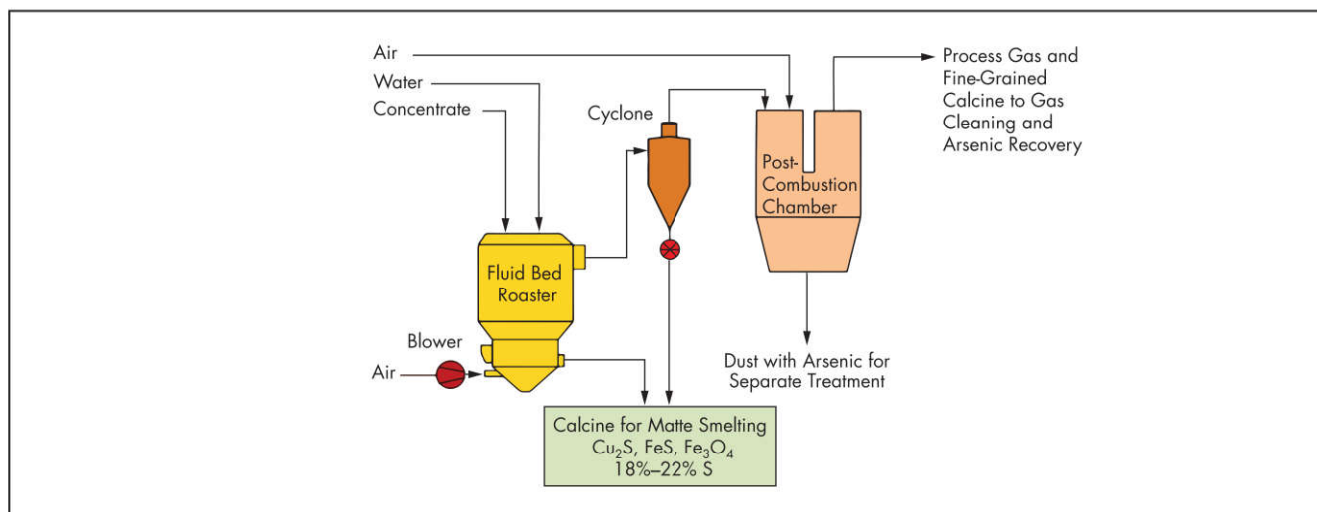 Air
Water
Concentrate
Cyclone
Process Gas and
Fine-Grained
Calcine to Gas
Cleaning and
Arsenic Recovery
Post-
Combustion
Chamber
Fluid Bed
Roaster
Blower
Air
Dust with Arsenic for
Separate Treatment
Calcine for Matte Smelting
Cu₂S, FeS, Fe₃O₄
18%–22% S